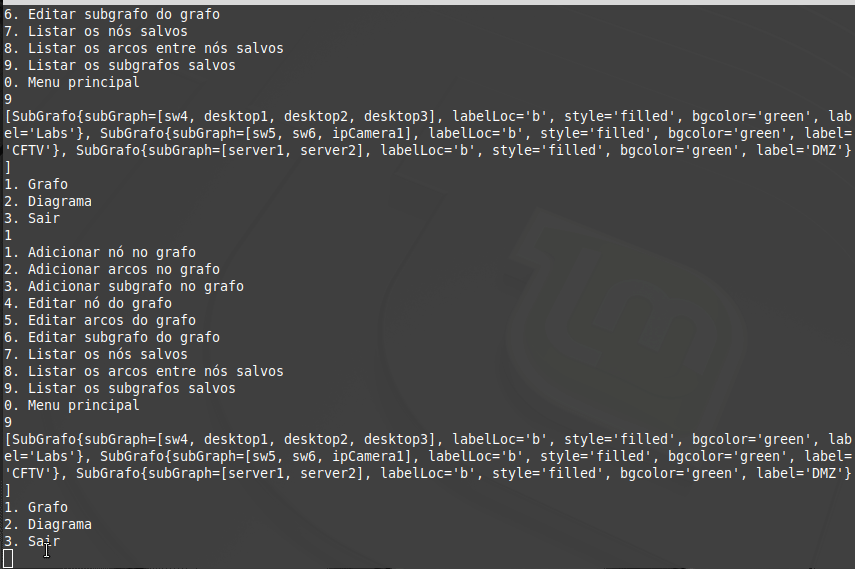 6. Editar subgrafo do grafo
7. Listar os nós salvos
8. Listar os arcos entre nós salvos
9. Listar os subgrafos salvos
0. Menu principal
9
[SubGrafo{subGraph=[sw4, desktop1, desktop2, desktop3], labelLoc='b', style='filled', bgcolor='green', lab
el='Labs'}, SubGrafo{subGraph=[sw5, sw6, ipCamera1], labelLoc='b', style='filled', bgcolor='green', label=
'CFTV'}, SubGrafo{subGraph=[server1, server2], labelLoc='b', style='filled', bgcolor='green', label='DMZ'}
]
1. Grafo
2. Diagrama
3. Sair
1
1. Adicionar nó no grafo
2. Adicionar arcos no grafo
3. Adicionar subgrafo no grafo
4. Editar nó do grafo
5. Editar arcos do grafo
6. Editar subgrafo do grafo
7. Listar os nós salvos
8. Listar os arcos entre nós salvos
9. Listar os subgrafos salvos
0. Menu principal
9
[SubGrafo{subGraph=[sw4, desktop1, desktop2, desktop3], labelLoc='b', style='filled', bgcolor='green', lab
el='Labs'}, SubGrafo{subGraph=[sw5, sw6, ipCamera1], labelLoc='b', style='filled', bgcolor='green', label=
'CFTV'}, SubGrafo{subGraph=[server1, server2], labelLoc='b', style='filled', bgcolor='green', label='DMZ'}
]
1. Grafo
2. Diagrama
3. Sair